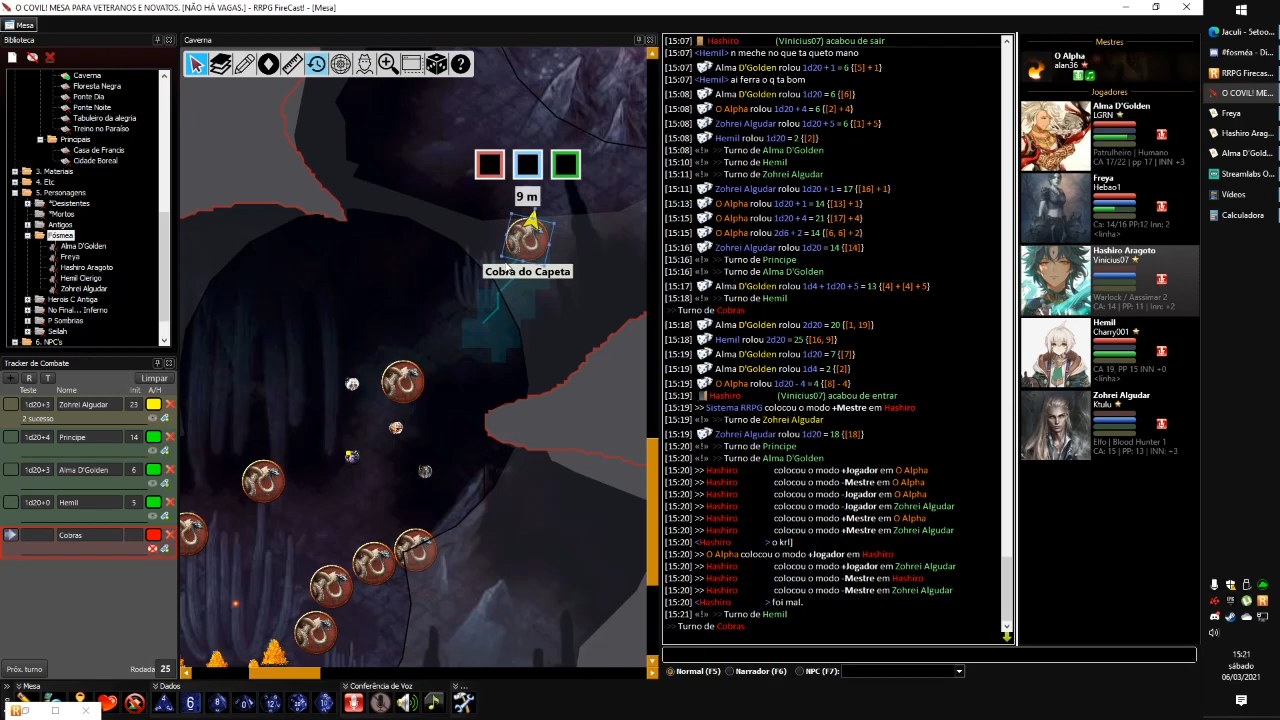 O COVIL! MESA PARA VETERANOS E NOVATOS. [NÃO HÁ VAGAS.] - RRPG FireCast! - [Mesa]
Mesa
Biblioteca
Caverna
Floresta Negra
Ponte Dia
Ponte Noite
Tabuleiro da alegria
Treino no Paraíso
Principais
Casa de Francis
Cidade Boreal
3. Materiais
4. Etc
5. Personagens
*Desistentes
*Mortos
Antigos
Fósmea
Alma D'Golden
Freya
Hashiro Aragoto
Hemil Clerigo
Zohrei Algudar
Herois C Antiga
No Final... Inferno
P Sombrias
Seilah
6. NPC's
Tracker de Combate
R T Limpar
Teste Nome Init. A/H
1d20+3 Zohrei Algudar 23
2 sucesso
1d20+4 Principe 14
1d20+3 Alma D'Golden 6
1d20+0 Hemil 5
Cobras
Próx. turno Rodada 25
Caverna
9 m
Cobra do Capeta
[15:07] Hashiro (Vinicius07) acabou de sair
[15:07] <Hemil> n meche no que ta queto mano
[15:07] Alma D'Golden rolou 1d20 + 1 = 6 {[5] + 1}
[15:07] <Hemil> ai ferra o q ta bom
[15:08] Alma D'Golden rolou 1d20 = 6 {[6]}
[15:08] O Alpha rolou 1d20 + 4 = 6 {[2] + 4}
[15:08] Zohrei Algudar rolou 1d20 + 5 = 6 {[1] + 5}
[15:08] Hemil rolou 1d20 = 2 {[2]}
[15:08] «!» >> Turno de Alma D'Golden
[15:10] «!» >> Turno de Hemil
[15:11] «!» >> Turno de Zohrei Algudar
[15:11] Zohrei Algudar rolou 1d20 + 1 = 17 {[16] + 1}
[15:13] O Alpha rolou 1d20 + 1 = 14 {[13] + 1}
[15:15] O Alpha rolou 1d20 + 4 = 21 {[17] + 4}
[15:15] O Alpha rolou 2d6 + 2 = 14 {[6, 6] + 2}
[15:16] Zohrei Algudar rolou 1d20 = 14 {[14]}
[15:16] «!» >> Turno de Principe
[15:16] «!» >> Turno de Alma D'Golden
[15:17] Alma D'Golden rolou 1d4 + 1d20 + 5 = 13 {[4] + [4] + 5}
[15:18] «!» >> Turno de Hemil
>> Turno de Cobras
[15:18] Alma D'Golden rolou 2d20 = 20 {[1, 19]}
[15:18] Hemil rolou 2d20 = 25 {[16, 9]}
[15:19] Alma D'Golden rolou 1d20 = 7 {[7]}
[15:19] Alma D'Golden rolou 1d4 = 2 {[2]}
[15:19] O Alpha rolou 1d20 - 4 = 4 {[8] - 4}
[15:19] Hashiro (Vinicius07) acabou de entrar
[15:19] >> Sistema RRPG colocou o modo +Mestre em Hashiro
[15:19] «!» >> Turno de Zohrei Algudar
[15:19] Zohrei Algudar rolou 1d20 = 18 {[18]}
[15:20] «!» >> Turno de Principe
[15:20] «!» >> Turno de Alma D'Golden
[15:20] >> Hashiro colocou o modo +Jogador em O Alpha
[15:20] >> Hashiro colocou o modo -Mestre em O Alpha
[15:20] >> Hashiro colocou o modo -Jogador em O Alpha
[15:20] >> Hashiro colocou o modo -Jogador em Zohrei Algudar
[15:20] >> Hashiro colocou o modo +Mestre em O Alpha
[15:20] >> Hashiro colocou o modo +Mestre em Zohrei Algudar
[15:20] <Hashiro > o krl]
[15:20] >> O Alpha colocou o modo +Jogador em Hashiro
[15:20] >> Hashiro colocou o modo +Jogador em Zohrei Algudar
[15:20] >> Hashiro colocou o modo -Mestre em Hashiro
[15:20] >> Hashiro colocou o modo -Mestre em Zohrei Algudar
[15:20] <Hashiro > foi mal.
[15:21] «!» >> Turno de Hemil
>> Turno de Cobras
Normal (F5) Narrador (F6) NPC (F7):
Mestres
O Alpha
alan36
Jogadores
Alma D'Golden
LGRN
Patrulheiro | Humano
CA 17/22 | pp 17 | INN +3
Freya
Hebao1
Ca: 14/16 PP:12 Inn: 2
<linha>
Hashiro Aragoto
Vinicius07
Warlock / Aassimar 2
CA: 14 | PP: 11 | Inn: +2
Hemil
Charry001
CA 19, PP 15 INN +0
<linha>
Zohrei Algudar
Ktulu
Elfo | Blood Hunter 1
CA: 15 | PP: 13 | INN: +3
Jaculi - Setoo...
#fosméa - Di...
RRPG Firecas...
O COVIL! ME...
Freya
Hashiro Arag...
Alma D'Gold...
Streamlabs O...
Vídeos
Calculadora
15:21
sábado
06/03/2021
Mesa Dados Conferência de Voz ...